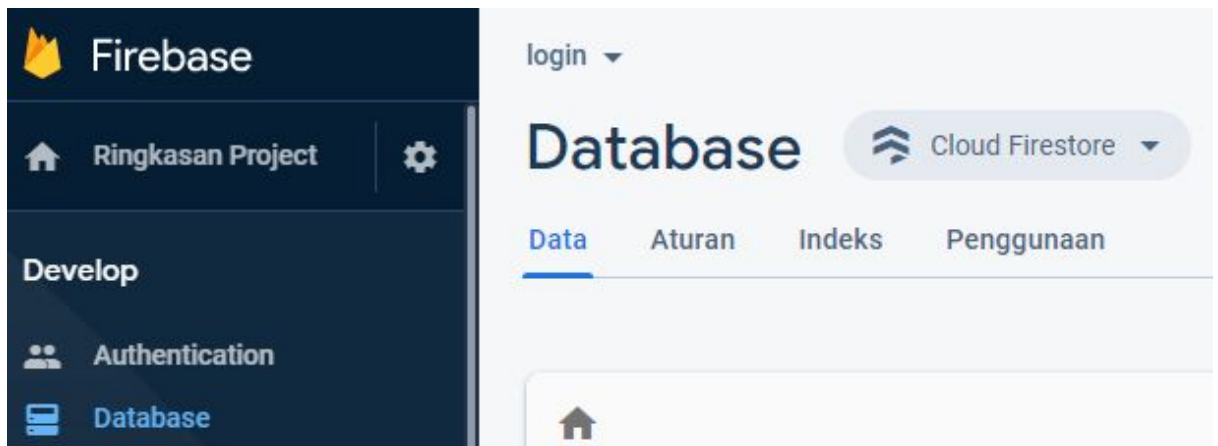 Firebase
Ringkasan Project
Develop
Authentication
Database
login
Database Cloud Firestore
Data Aturan Indeks Penggunaan